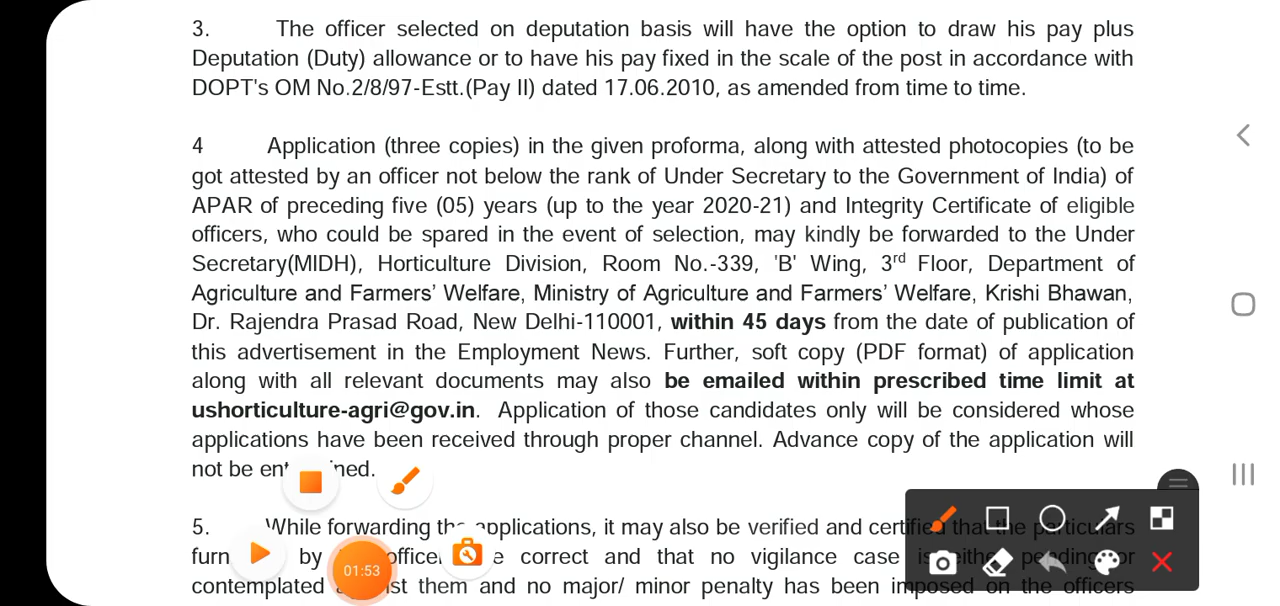 3. The officer selected on deputation basis will have the option to draw his pay plus
Deputation (Duty) allowance or to have his pay fixed in the scale of the post in accordance with
DOPT's OM No.2/8/97-Estt.(Pay II) dated 17.06.2010, as amended from time to time.
4 Application (three copies) in the given proforma, along with attested photocopies (to be
got attested by an officer not below the rank of Under Secretary to the Government of India) of
APAR of preceding five (05) years (up to the year 2020-21) and Integrity Certificate of eligible
officers, who could be spared in the event of selection, may kindly be forwarded to the Under
Secretary(MIDH), Horticulture Division, Room No.-339, 'B' Wing, 3rd Floor, Department of
Agriculture and Farmers’ Welfare, Ministry of Agriculture and Farmers’ Welfare, Krishi Bhawan,
Dr. Rajendra Prasad Road, New Delhi-110001, within 45 days from the date of publication of
this advertisement in the Employment News. Further, soft copy (PDF format) of application
along with all relevant documents may also be emailed within prescribed time limit at
ushorticulture-agri@gov.in. Application of those candidates only will be considered whose
applications have been received through proper channel. Advance copy of the application will
not be
5. While forwarding the applications, it may also be verified and certified that the particulars
by correct and that no vigilance case is either pending or
contemplated them and no major/ minor penalty has been imposed on the officers
01:53